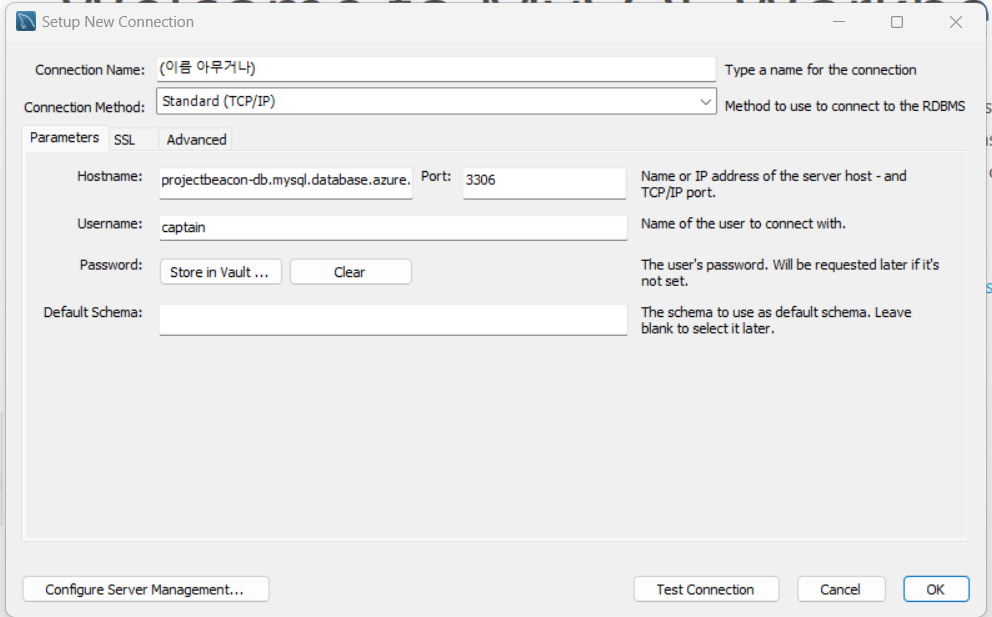 Setup New Connection
Connection Name: (이름 아무거나) Type a name for the connection
Connection Method: Standard (TCP/IP) Method to use to connect to the RDBMS
Parameters SSL Advanced
Hostname: projectbeacon-db.mysql.database.azure. Port: 3306 Name or IP address of the server host - and
TCP/IP port.
Username: captain Name of the user to connect with.
Password: Store in Vault ... Clear The user's password. Will be requested later if it's
not set.
Default Schema: The schema to use as default schema. Leave
blank to select it later.
Configure Server Management... Test Connection Cancel OK